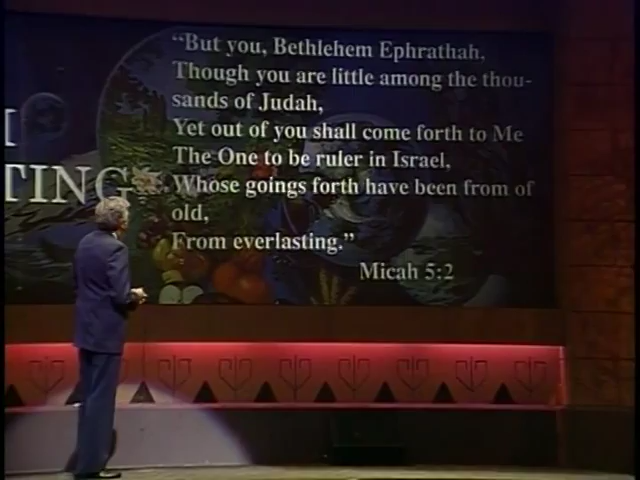 “But you, Bethlehem Ephrathah,
Though you are little among the thou-
sands of Judah,
Yet out of you shall come forth to Me
The One to be ruler in Israel,
Whose goings forth have been from of
old,
From everlasting.”
Micah 5:2
TING